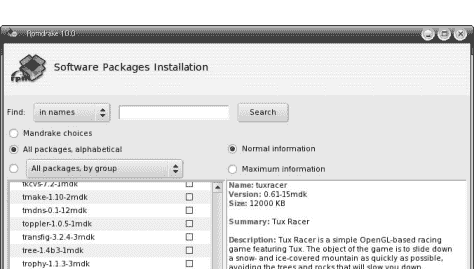 Rpmdrake 10.0
rpm
Software Packages Installation
Find:
in names
Search
Mandrake choices
All packages, alphabetical
Normal information
All packages, by group
Maximum information
tkcvs-7.2-1mdk
tmake-1.10-2mdk
tmdns-0.1-12mdk
toppler-1.0.5-1mdk
transfig-3.2.4-3mdk
tree-1.4b3-1mdk
trophy-1.1.3-3mdk
Name: tuxracer
Version: 0.61-15mdk
Size: 12000 KB
Summary: Tux Racer
Description: Tux Racer is a simple OpenGL-based racing
game featuring Tux. The object of the game is to slide down
a snow- and ice-covered mountain as quickly as possible,
avoiding the trees and rocks that will slow you down.